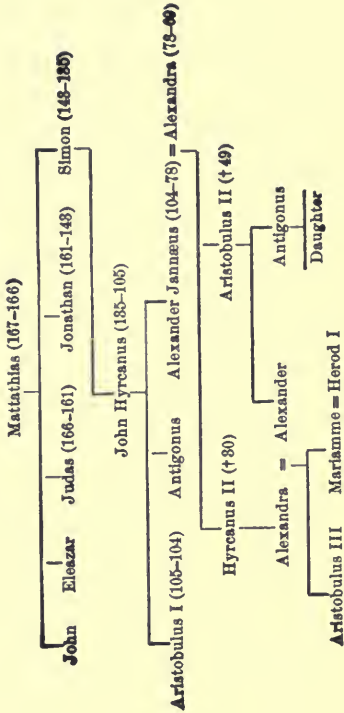 Mattathias (167–166)
John Eleazar Judas (166–161) Jonathan (161–143) Simon (143–135)
John Hyrcanus (135–105)
Aristobulus I (105–104) Antigonus Alexander Jannæus (104–78) = Alexandra (78–69)
Hyrcanus II (†30) Aristobulus II (†49)
Alexandra = Alexander Antigonus
Daughter
Aristobulus III Mariamme = Herod I